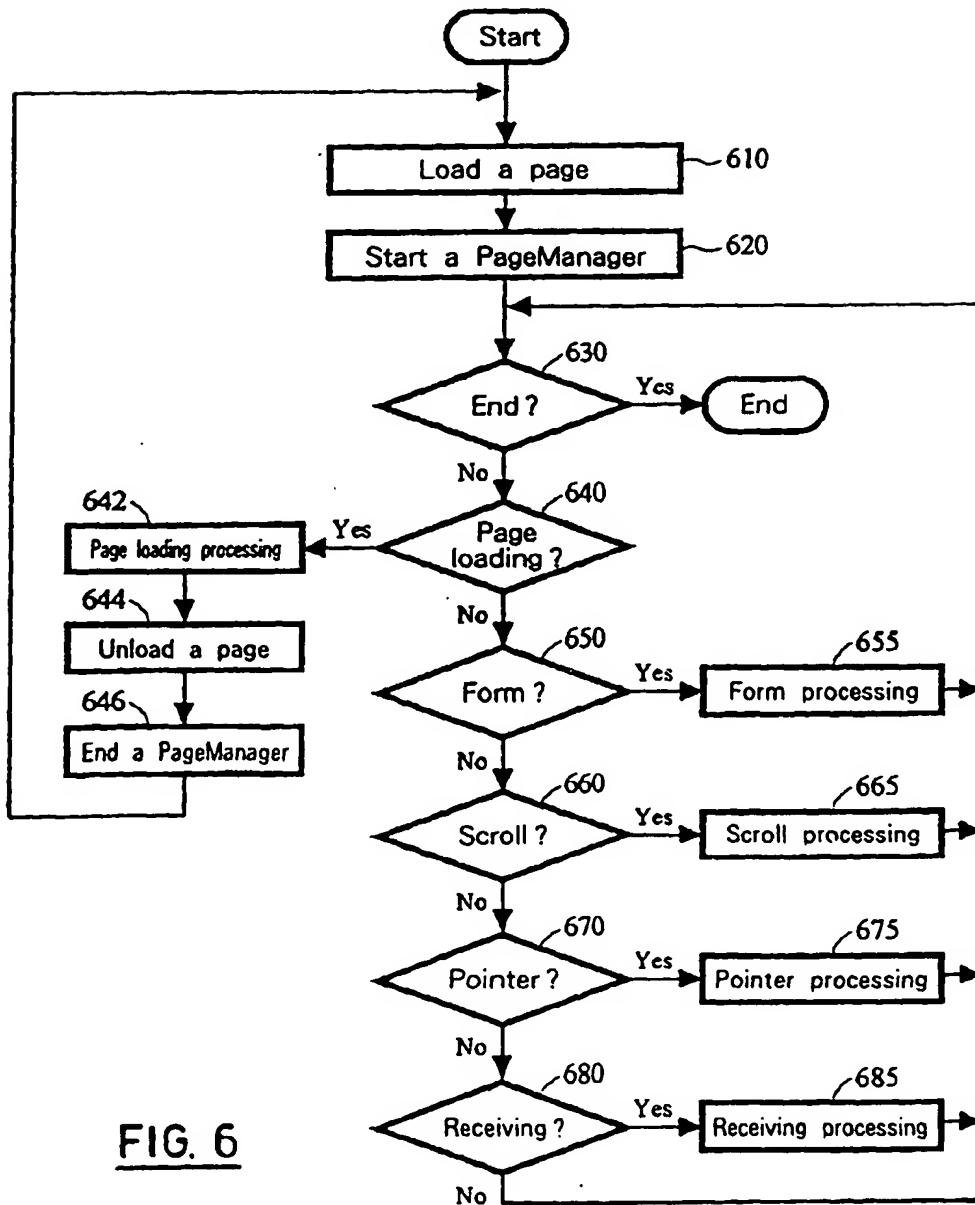 Start
Load a page
610
Start a PageManager
620
630
End?
Yes
End
No
640
642
Page loading processing
Yes
Page
loading?
644
Unload a page
No
650
655
Form?
Yes
Form processing
646
End a PageManager
No
660
665
Scroll?
Yes
Scroll processing
No
670
675
Pointer?
Yes
Pointer processing
No
680
685
Receiving?
Yes
Receiving processing
No
FIG. 6